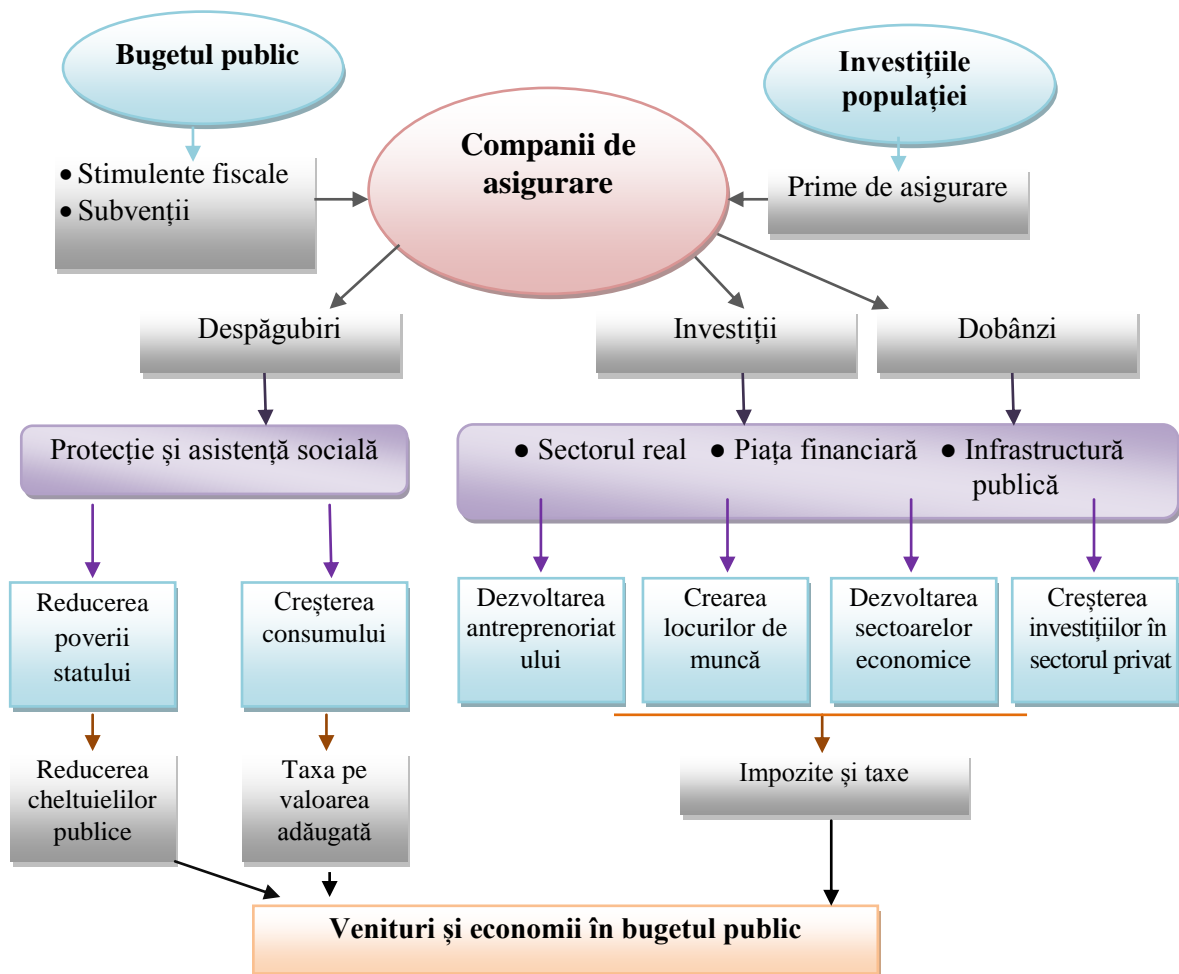 Bugetul public
Investițiile
populației
Companii de
asigurare
• Stimulente fiscale
• Subvenții
Prime de asigurare
Despăgubiri
Investiții
Dobânzi
Protecție și asistență socială
• Sectorul real • Piața financiară • Infrastructură
publică
Reducerea
poverii
statului
Creșterea
consumului
Dezvoltarea
antreprenoriat
ului
Crearea
locurilor de
muncă
Dezvoltarea
sectoarelor
economice
Creșterea
investițiilor în
sectorul privat
Reducerea
cheltuielilor
publice
Taxa pe
valoarea
adăugată
Impozite și taxe
Venituri și economii în bugetul public